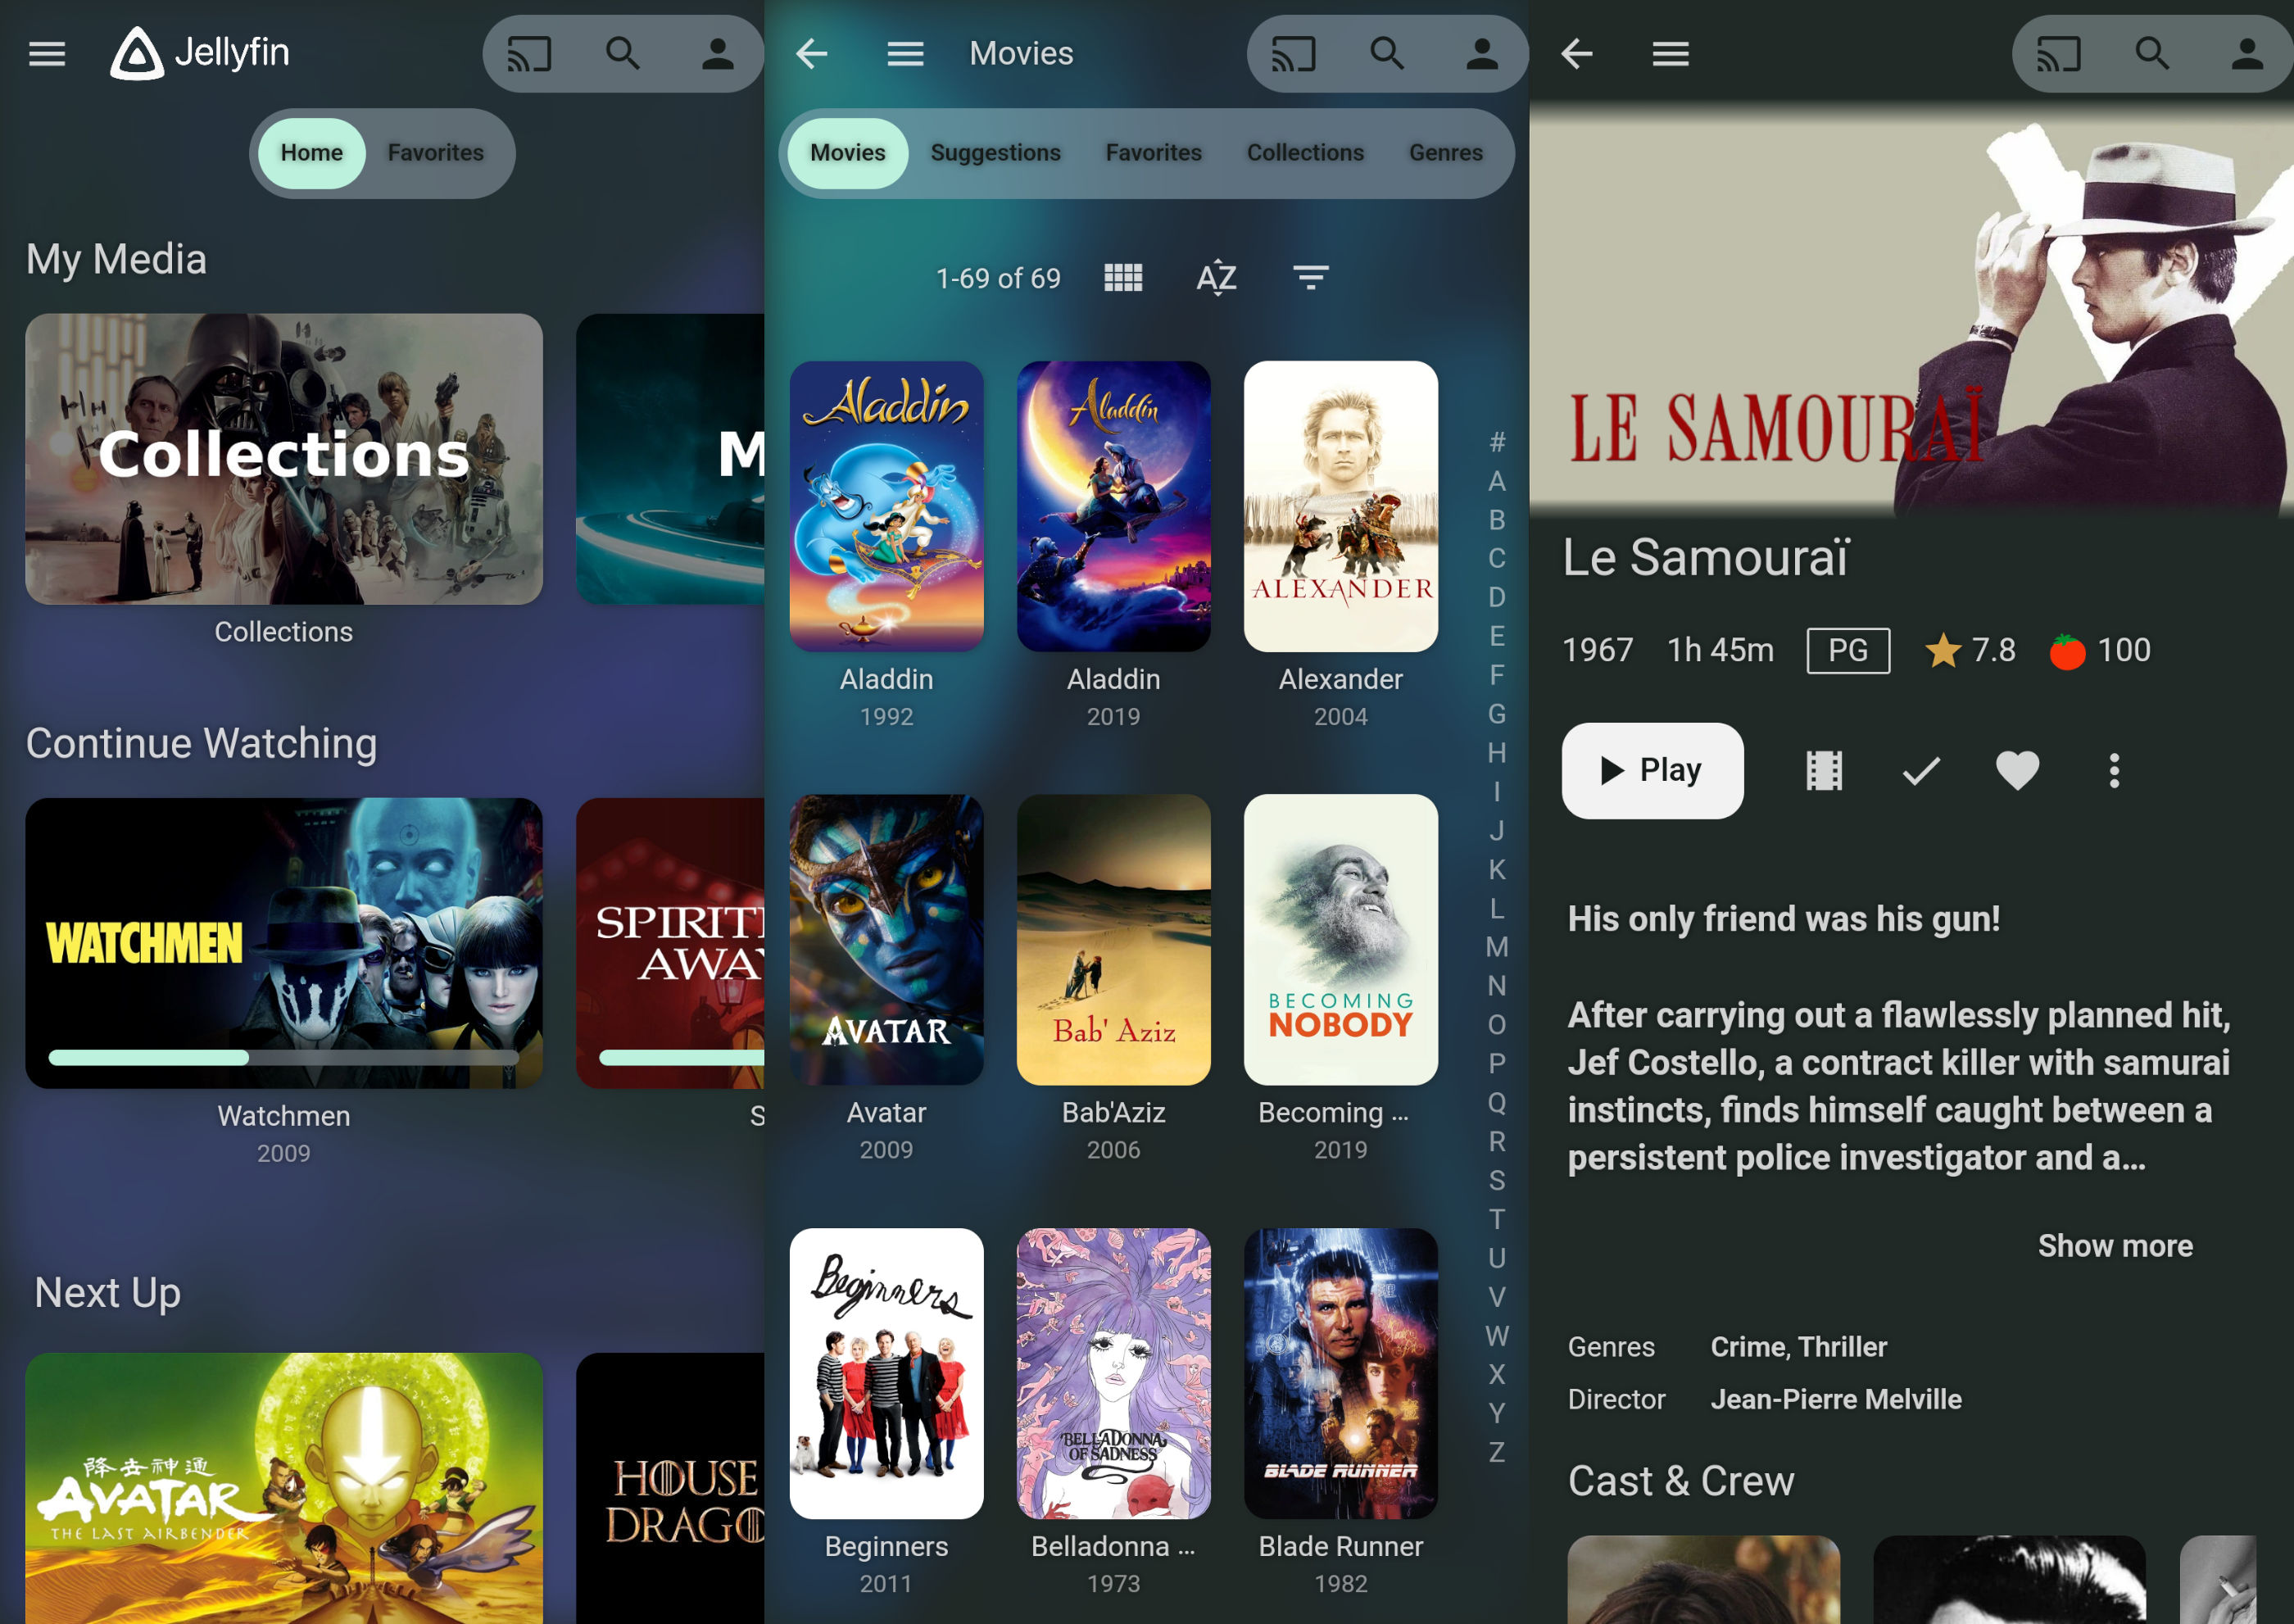 Jellyfin
Home
Favorites
My Media
Collections
M
Collections
Continue Watching
WATCHMEN
SPIRIT
AWA
Watchmen
S
2009
Next Up
降去神通
AVATAR
THE LAST AIRBENDER
HOUSE
DRAGO
Movies
Movies
Suggestions
Favorites
Collections
Genres
1-69 of 69
AZ
Aladdin
Aladdin
ALEXANDER
Aladdin
Aladdin
Alexander
1992
2019
2004
AVATAR
Bab' Aziz
BECOMING
NOBODY
Avatar
Bab'Aziz
Becoming ...
2009
2006
2019
Beginners
BELLADONNA
OF SADNESS
BLADE RUNNER
Beginners
Belladonna ...
Blade Runner
2011
1973
1982
#
A
B
C
D
E
F
G
H
I
J
K
L
M
N
O
P
Q
R
S
T
U
V
W
X
Y
Z
LE SAMOURAÏ
Le Samouraï
1967 1h 45m PG 7.8 100
Play
His only friend was his gun!
After carrying out a flawlessly planned hit,
Jef Costello, a contract killer with samurai
instincts, finds himself caught between a
persistent police investigator and a...
Show more
Genres Crime, Thriller
Director Jean-Pierre Melville
Cast & Crew